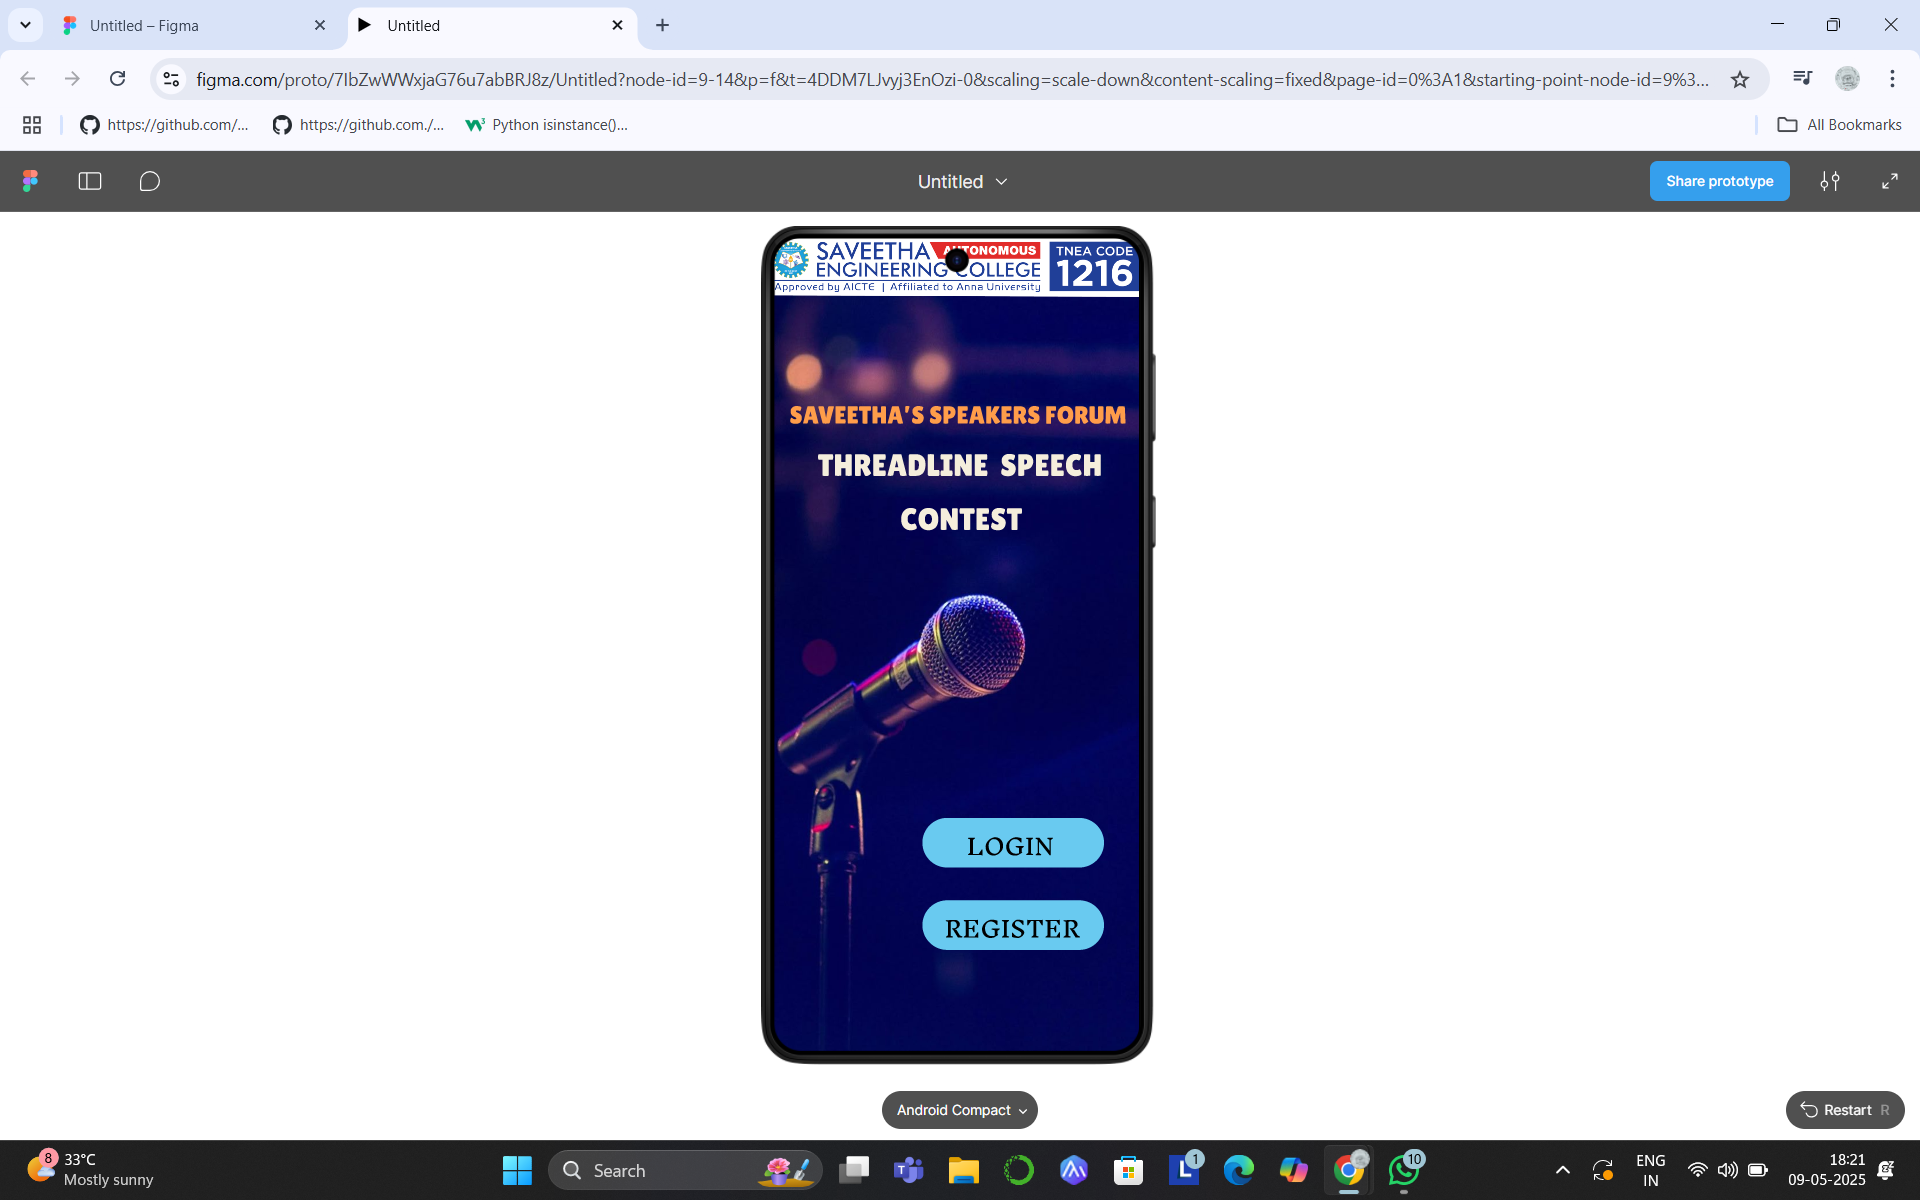 Untitled – Figma
Untitled
figma.com/proto/7IbZwWWxjaG76u7abBRJ8z/Untitled?node-id=9-14&p=f&t=4DDM7LJvyj3EnOzi-0&scaling=scale-down&content-scaling=fixed&page-id=0%3A1&starting-point-node-id=9%3...
https://github.com/...
https://github.com./...
Python isinstance()...
All Bookmarks
Untitled
Share prototype
SAVEETHA AUTONOMOUS
ENGINEERING COLLEGE
Approved by AICTE | Affiliated to Anna University
TNEA CODE
1216
SAVEETHA'S SPEAKERS FORUM
THREADLINE SPEECH
CONTEST
LOGIN
REGISTER
Android Compact
Restart R
8
33°C
Mostly sunny
Search
1
10
ENG
IN
18:21
09-05-2025